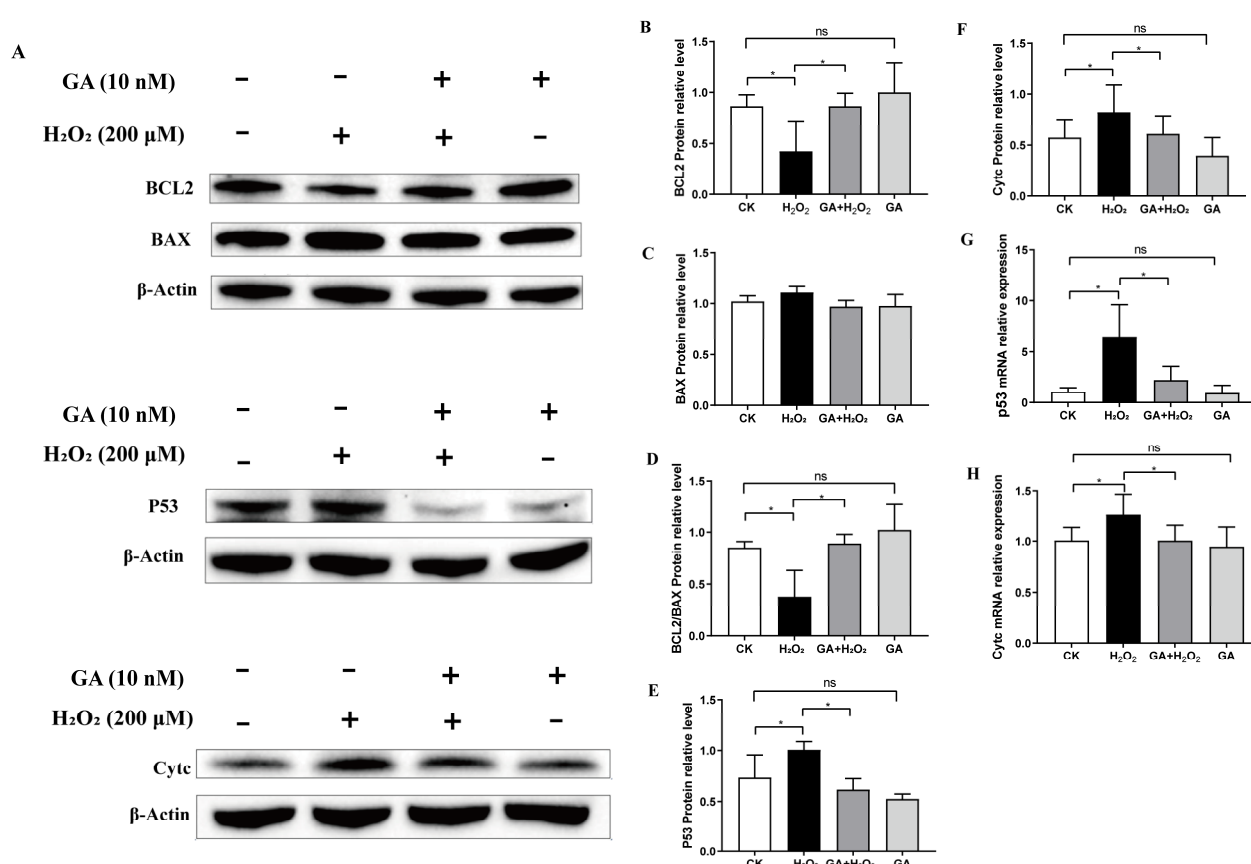 A
GA (10 nM) - - + +
H₂O₂ (200 μM) - + + -
BCL2
BAX
β-Actin
GA (10 nM) - - + +
H₂O₂ (200 μM) - + + -
P53
β-Actin
GA (10 nM) - - + +
H₂O₂ (200 μM) - + + -
Cytc
β-Actin
B
BCL2 Protein relative level
1.5
1.0
0.5
0.0
ns
* *
CK H₂O₂ GA+H₂O₂ GA
C
BAX Protein relative level
1.5
1.0
0.5
0.0
CK H₂O₂ GA+H₂O₂ GA
D
BCL2/BAX Protein relative level
1.5
1.0
0.5
0.0
ns
* *
CK H₂O₂ GA+H₂O₂ GA
E
P53 Protein relative level
1.5
1.0
0.5
0.0
ns
* *
CK H₂O₂ GA+H₂O₂ GA
F
Cytc Protein relative level
1.5
1.0
0.5
0.0
ns
* *
CK H₂O₂ GA+H₂O₂ GA
G
p53 mRNA relative expression
15
10
5
0
ns
* *
CK H₂O₂ GA+H₂O₂ GA
H
Cytc mRNA relative expression
1.5
1.0
0.5
0.0
ns
* *
CK H₂O₂ GA+H₂O₂ GA